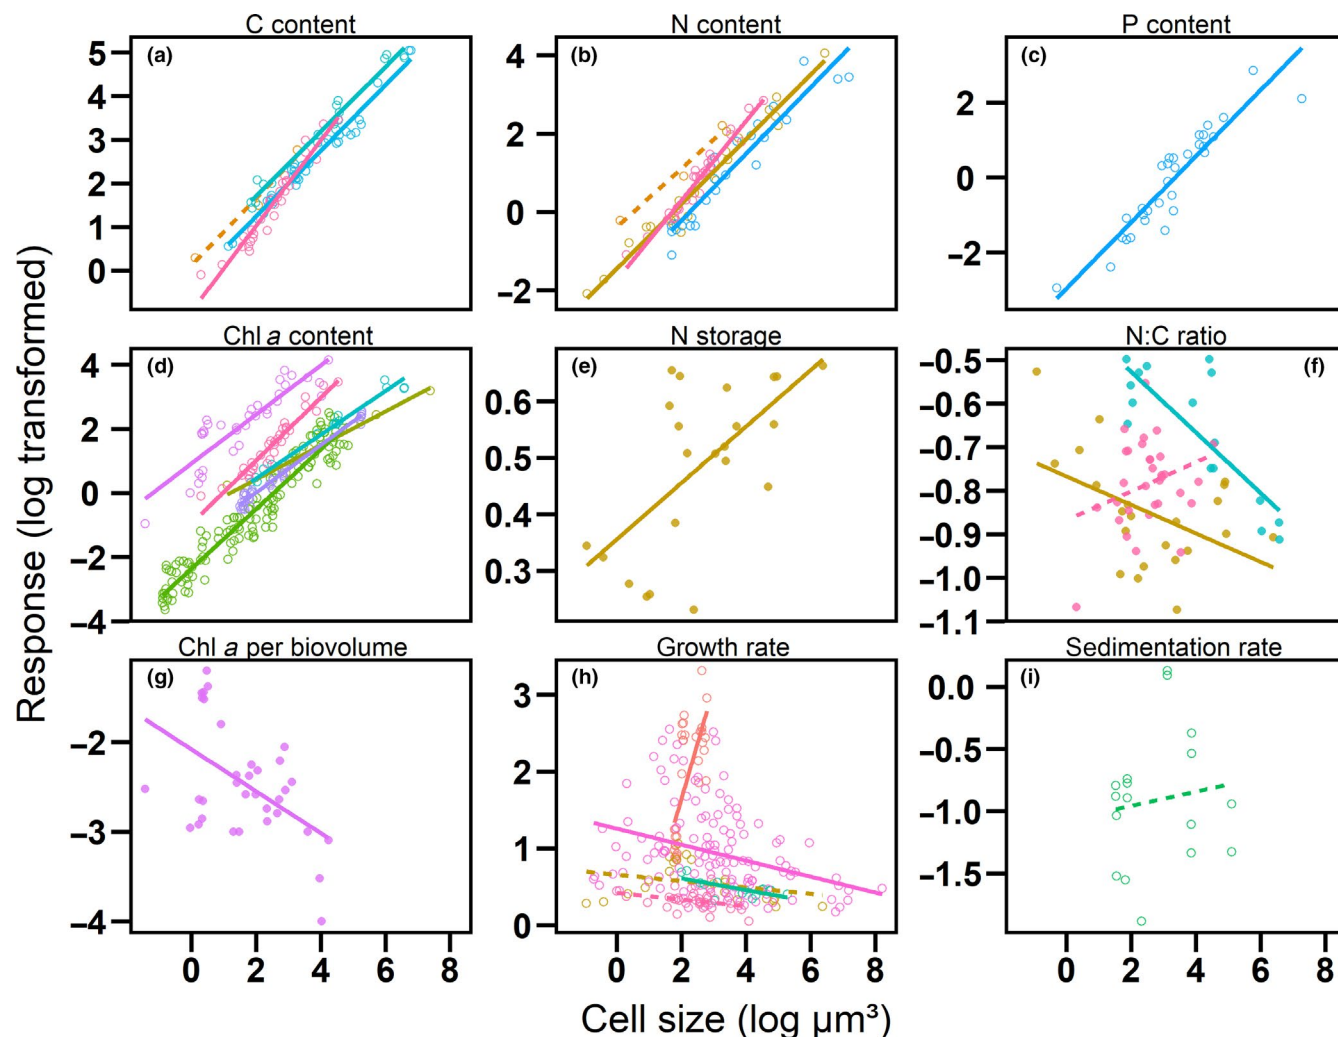 C content
N content
P content
(a)
5
4
3
2
1
0
(b)
4
2
0
−2
(c)
2
0
−2
Chl a content
N storage
N:C ratio
(d)
4
2
0
−2
−4
(e)
0.6
0.5
0.4
0.3
(f)
−0.5
−0.6
−0.7
−0.8
−0.9
−1.0
−1.1
Chl a per biovolume
Growth rate
Sedimentation rate
(g)
−2
−3
−4
(h)
3
2
1
0
(i)
0.0
−0.5
−1.0
−1.5
0 2 4 6 8
0 2 4 6 8
0 2 4 6 8
Response (log transformed)
Cell size (log µm³)